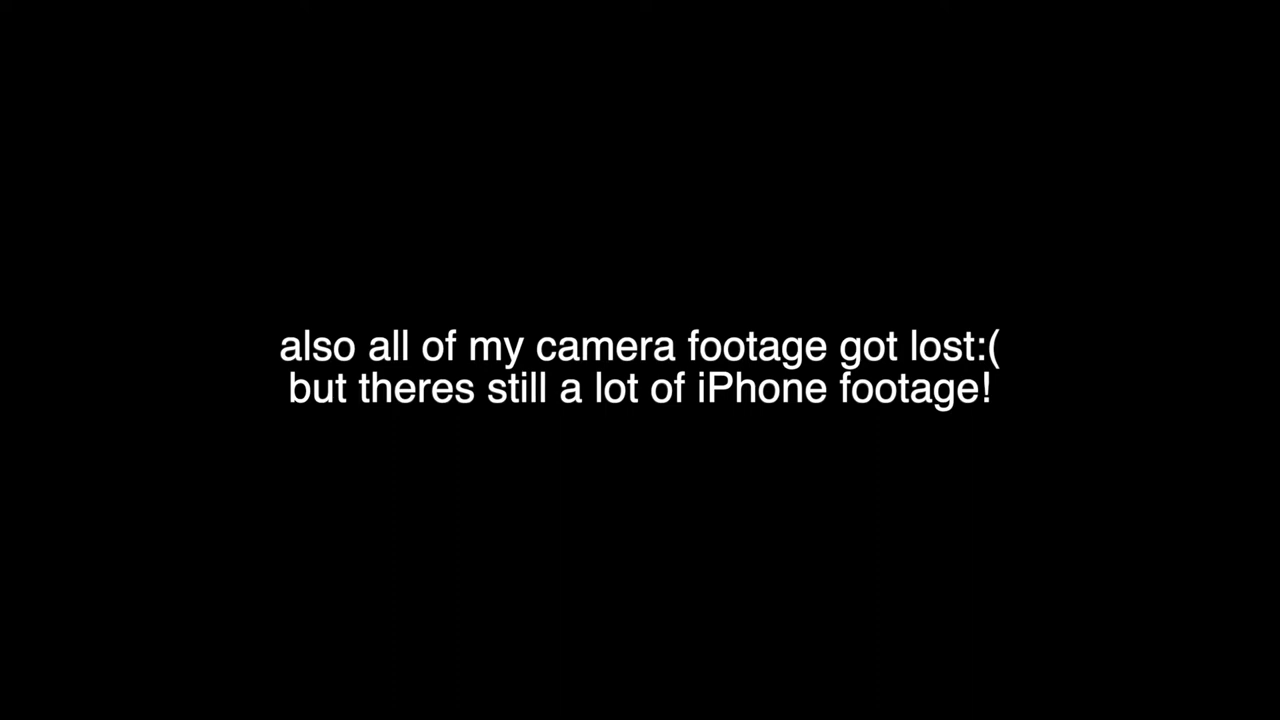 also all of my camera footage got lost:(
but theres still a lot of iPhone footage!